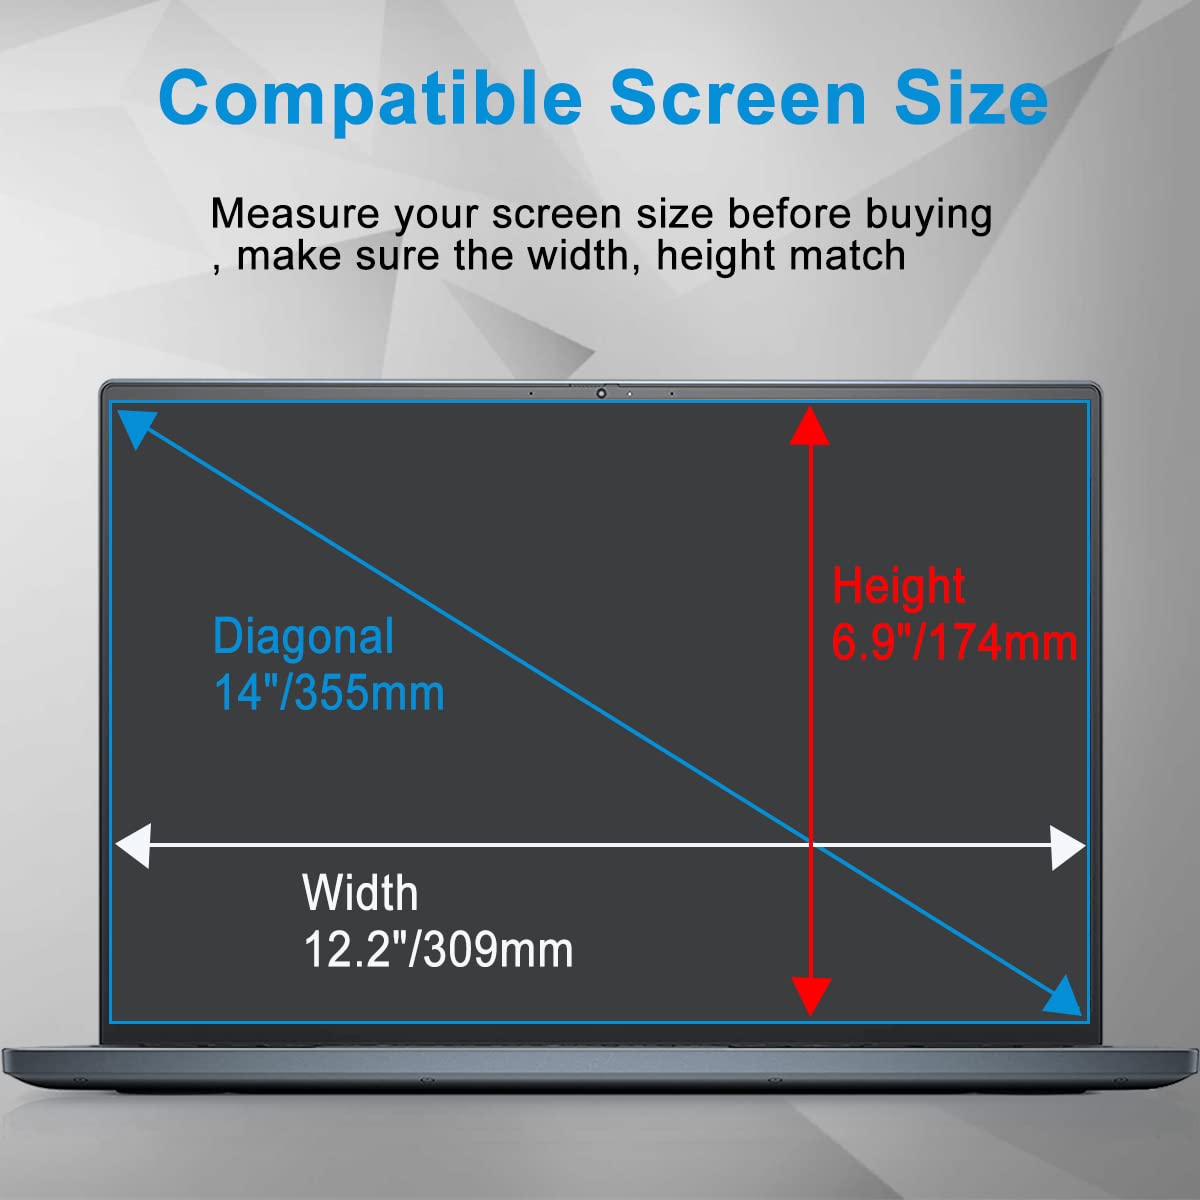 Compatible Screen Size
Measure your screen size before buying
, make sure the width, height match
Height
6.9"/174mm
Diagonal
14"/355mm
Width
12.2"/309mm